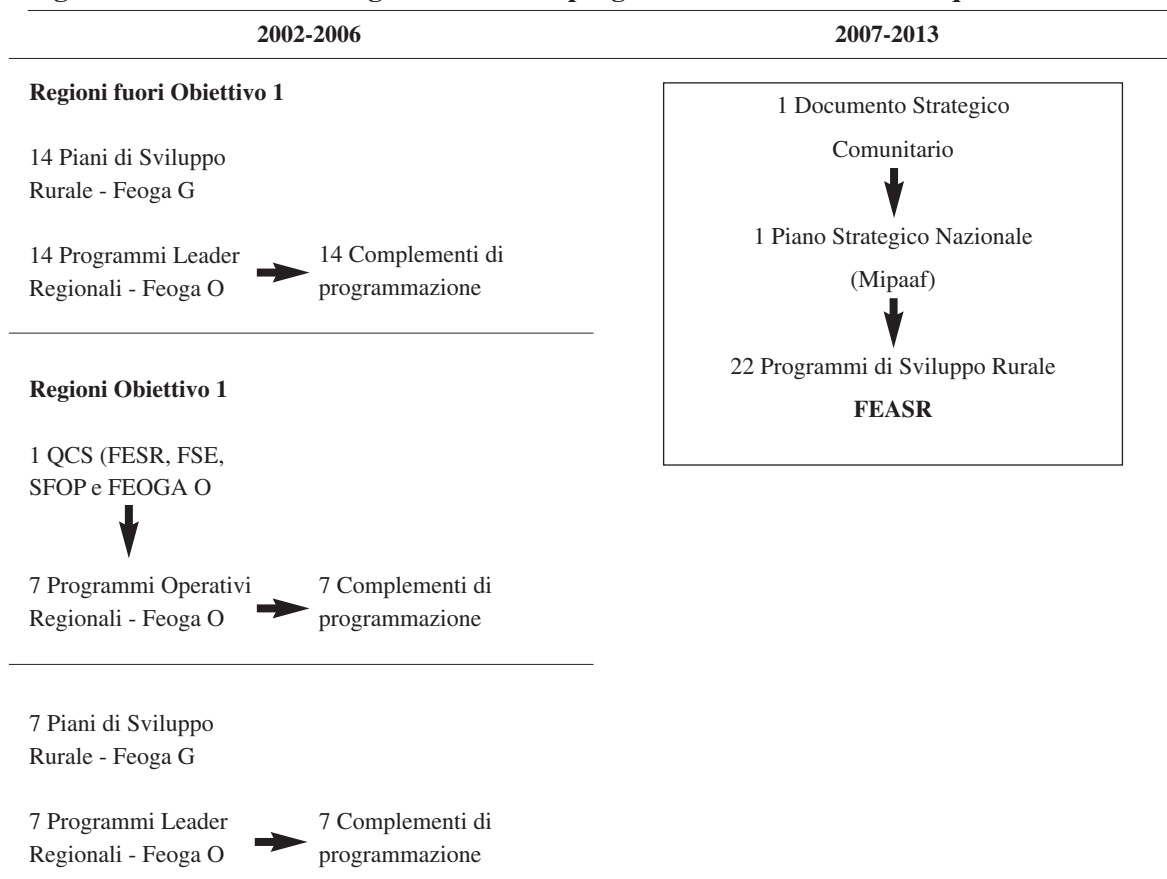 2002-2006
2007-2013
Regioni fuori Obiettivo 1
14 Piani di Sviluppo
Rurale - Feoga G
14 Programmi Leader
Regionali - Feoga O
14 Complementi di
programmazione
Regioni Obiettivo 1
1 QCS (FESR, FSE,
SFOP e FEOGA O
7 Programmi Operativi
Regionali - Feoga O
7 Complementi di
programmazione
7 Piani di Sviluppo
Rurale - Feoga G
7 Programmi Leader
Regionali - Feoga O
7 Complementi di
programmazione
1 Documento Strategico
Comunitario
1 Piano Strategico Nazionale
(Mipaaf)
22 Programmi di Sviluppo Rurale
FEASR